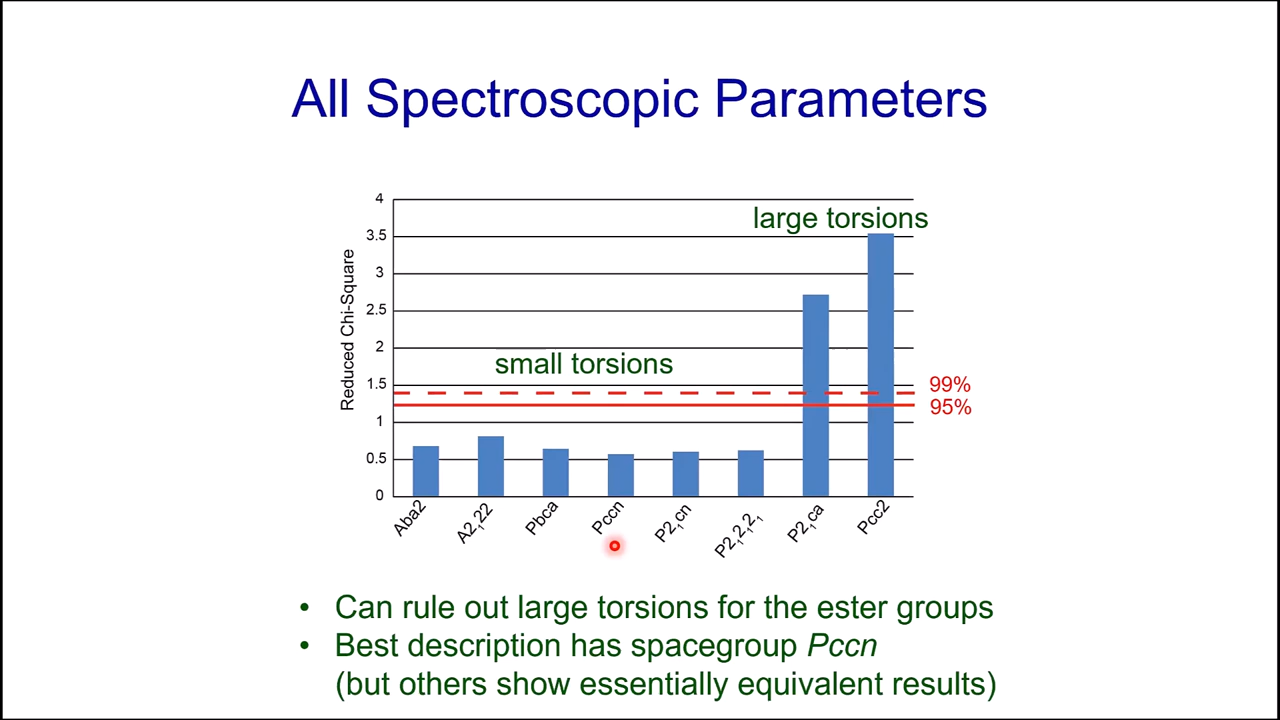 All Spectroscopic Parameters
4
large torsions
3.5
3
2.5
2
small torsions
1.5
99%
95%
1
0.5
0
Reduced Chi-Square
Aba2
A2₁22
Pbca
Pccn
P2₁cn
P2₁2₁2₁
P2₁ca
Pcc2
• Can rule out large torsions for the ester groups
• Best description has spacegroup Pccn
(but others show essentially equivalent results)